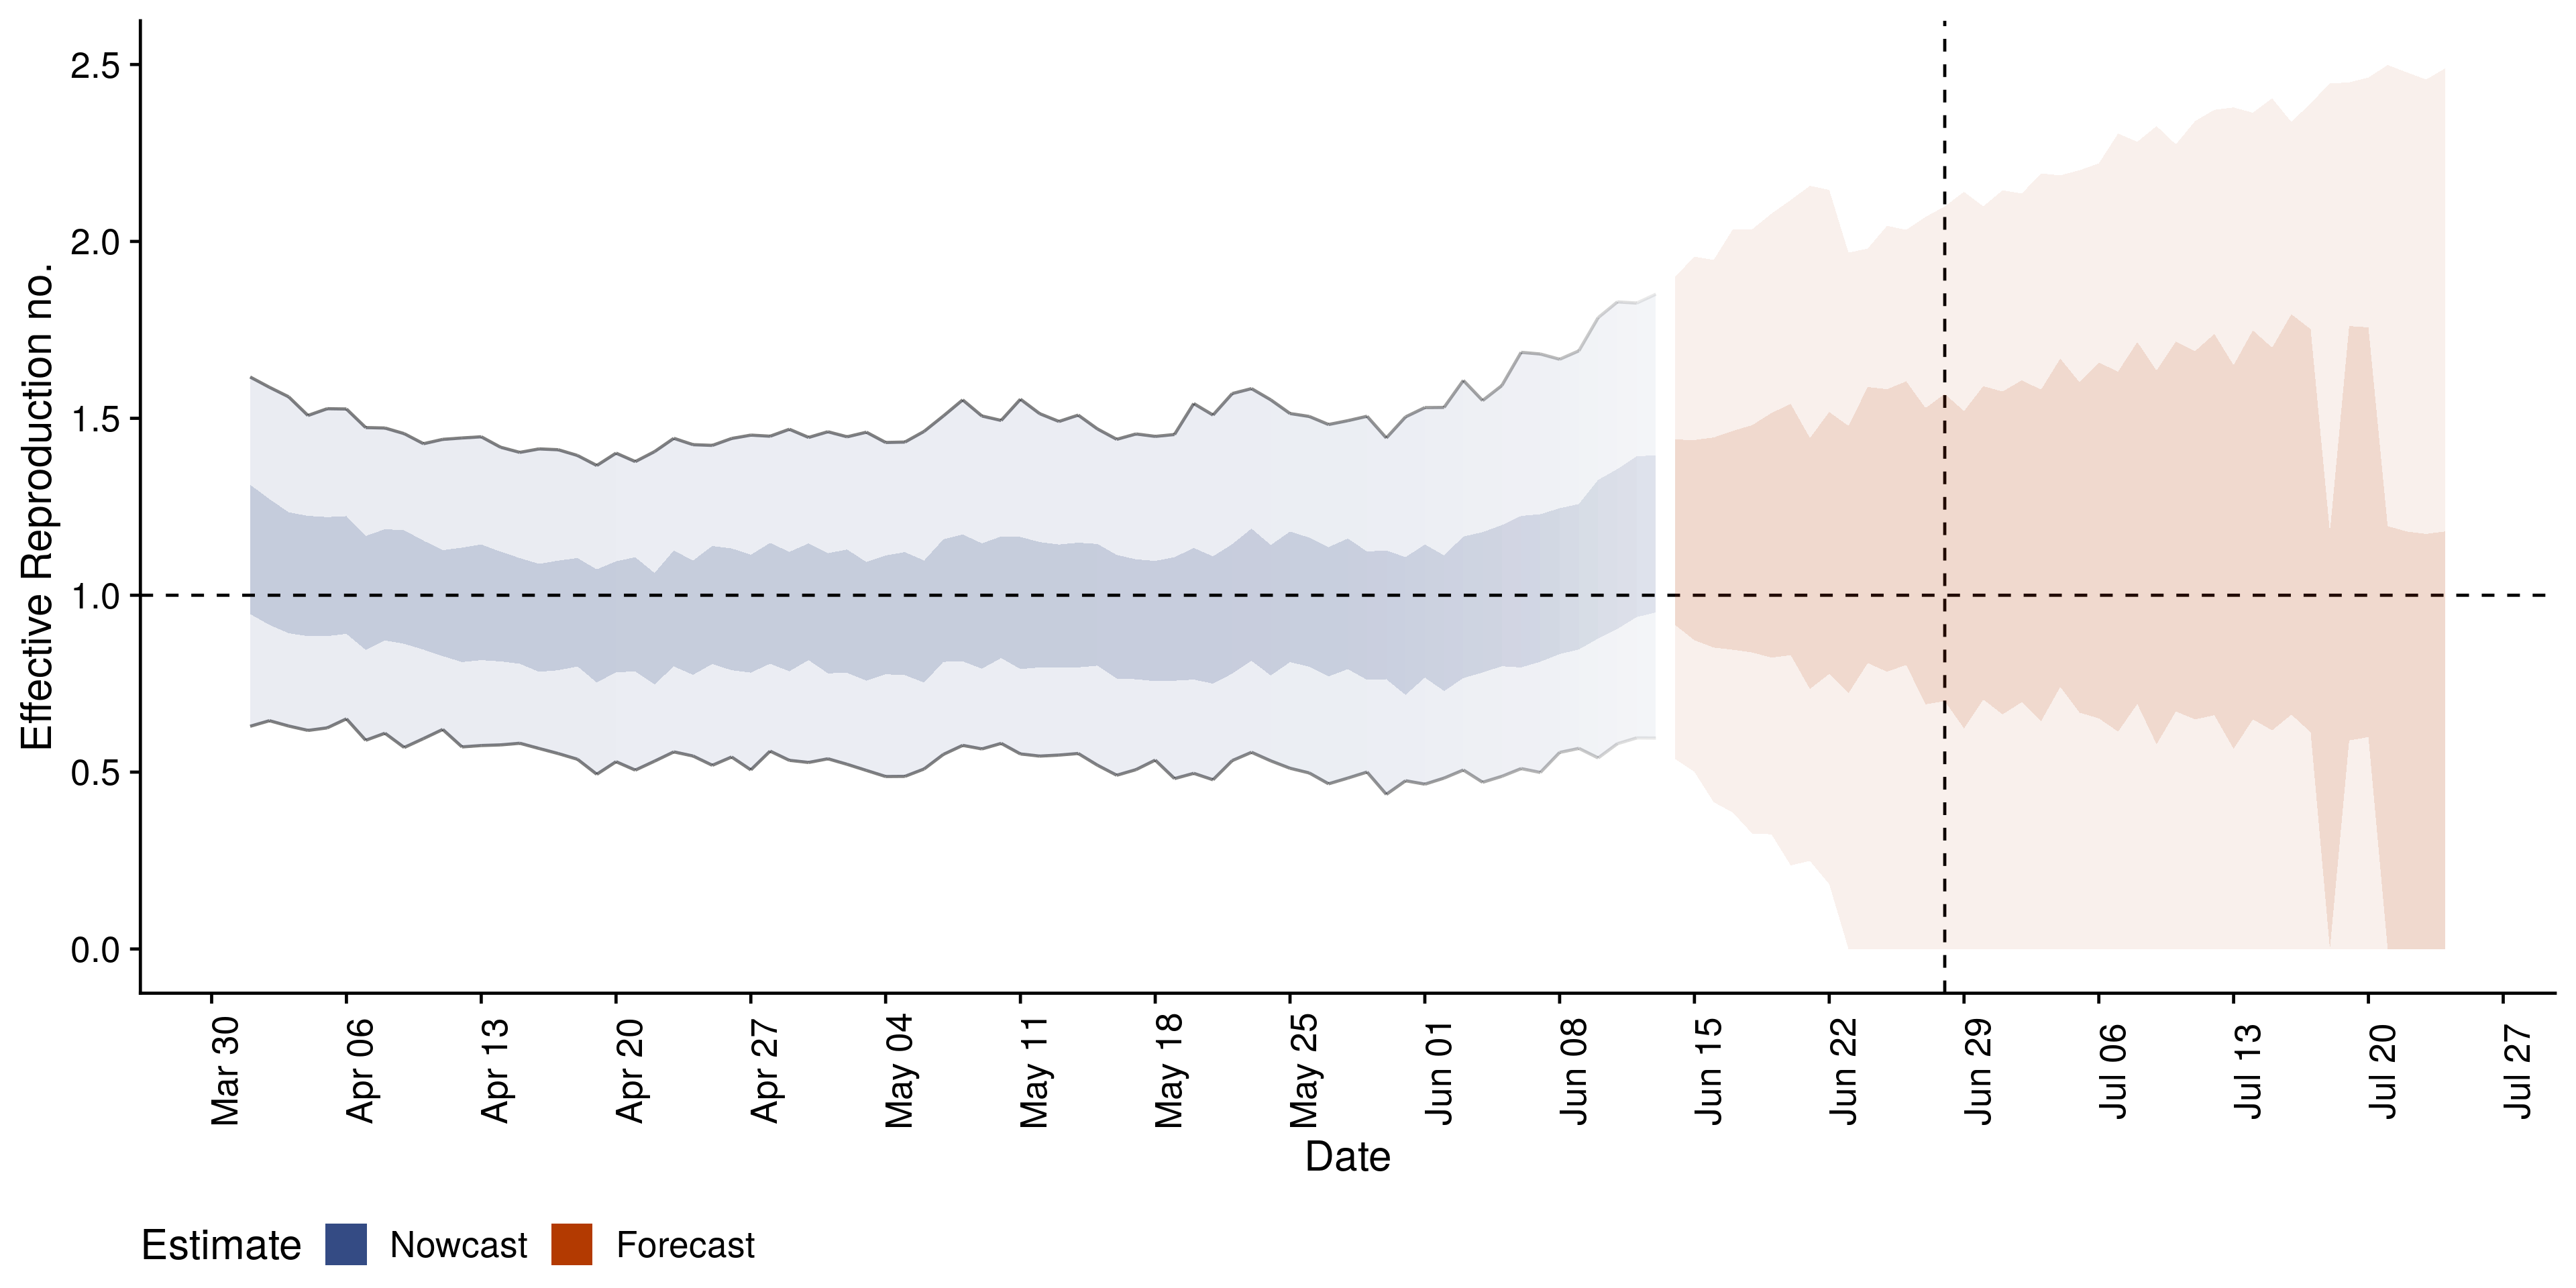 Effective Reproduction no.
2.5
2.0
1.5
1.0
0.5
0.0
Mar 30
Apr 06
Apr 13
Apr 20
Apr 27
May 04
May 11
May 18
May 25
Jun 01
Jun 08
Jun 15
Jun 22
Jun 29
Jul 06
Jul 13
Jul 20
Jul 27
Date
Estimate Nowcast Forecast